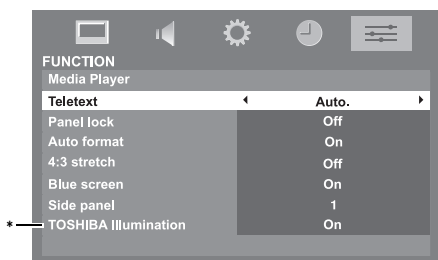 FUNCTION
Media Player
Teletext Auto.
Panel lock Off
Auto format On
4:3 stretch Off
Blue screen On
Side panel 1
* TOSHIBA Illumination On